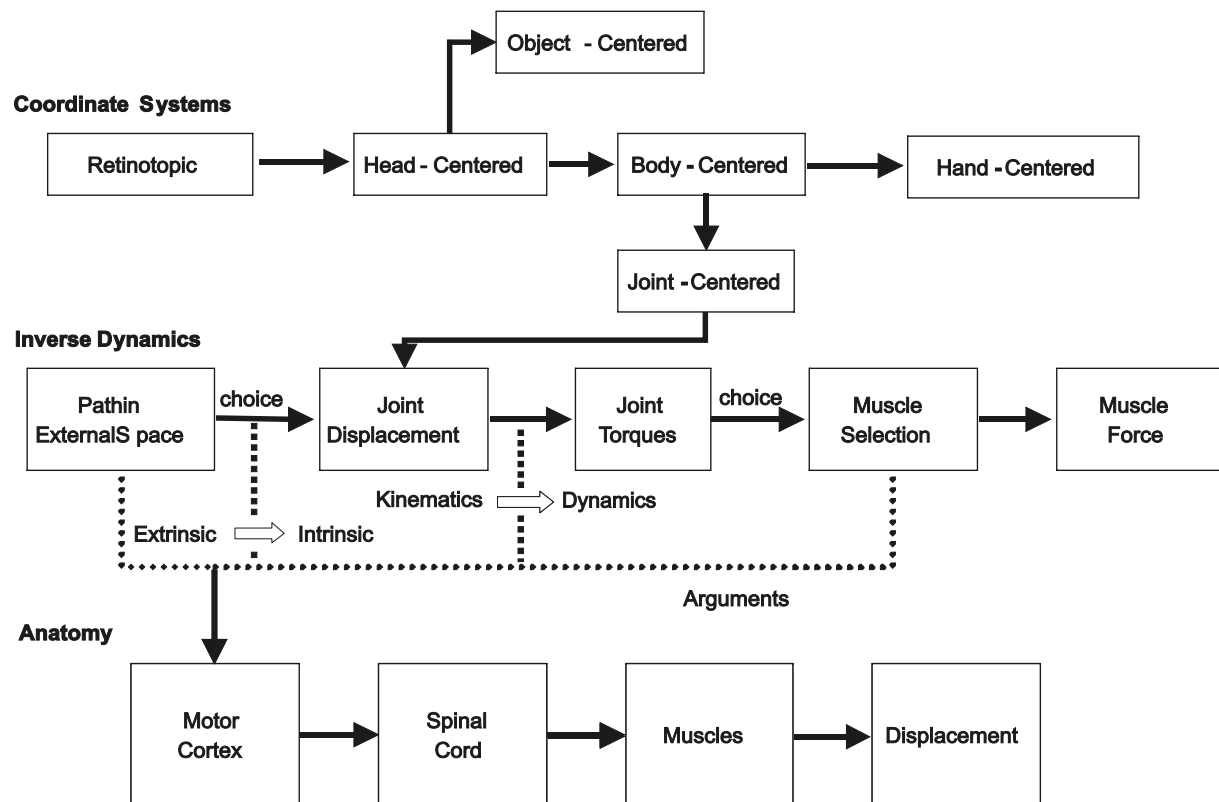 Object - Centered
Coordinate Systems
Retinotopic
Head - Centered
Body - Centered
Hand - Centered
Joint - Centered
Inverse Dynamics
Pathin
ExternalS pace
choice
Joint
Displacement
Joint
Torques
choice
Muscle
Selection
Muscle
Force
Kinematics
Dynamics
Extrinsic
Intrinsic
Arguments
Anatomy
Motor
Cortex
Spinal
Cord
Muscles
Displacement